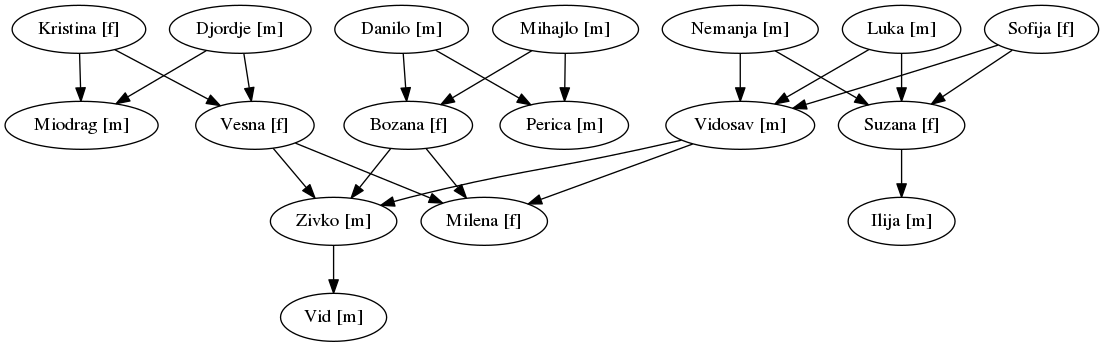 Kristina [f]
Djordje [m]
Danilo [m]
Mihajlo [m]
Nemanja [m]
Luka [m]
Sofija [f]
Miodrag [m]
Vesna [f]
Bozana [f]
Perica [m]
Vidosav [m]
Suzana [f]
Zivko [m]
Milena [f]
Ilija [m]
Vid [m]